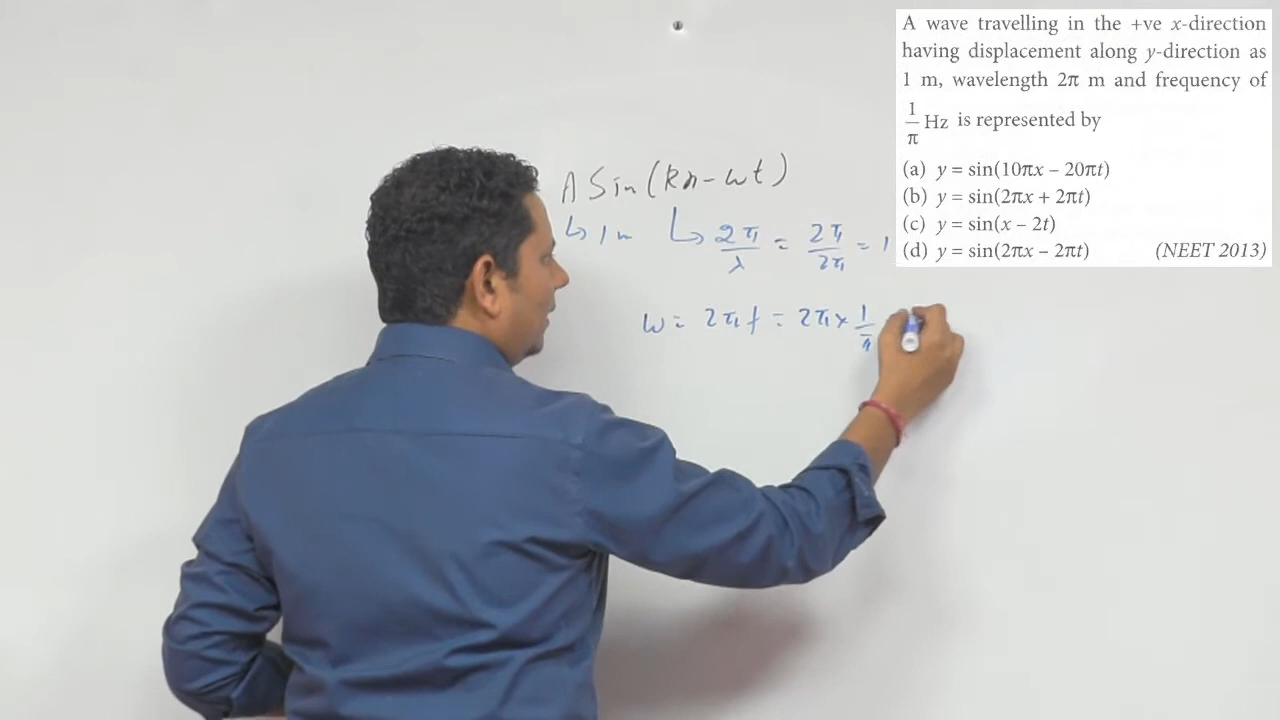 A wave travelling in the +ve x-direction
having displacement along y-direction as
1 m, wavelength 2π m and frequency of
1/π Hz is represented by
(a) y = sin(10πx – 20πt)
(b) y = sin(2πx + 2πt)
(c) y = sin(x – 2t)
(d) y = sin(2πx – 2πt) (NEET 2013)
A Sin(kx-ωt)
↳ 1m ↳ 2π/λ = 2π/2π = 1
ω = 2πf = 2π× 1/π